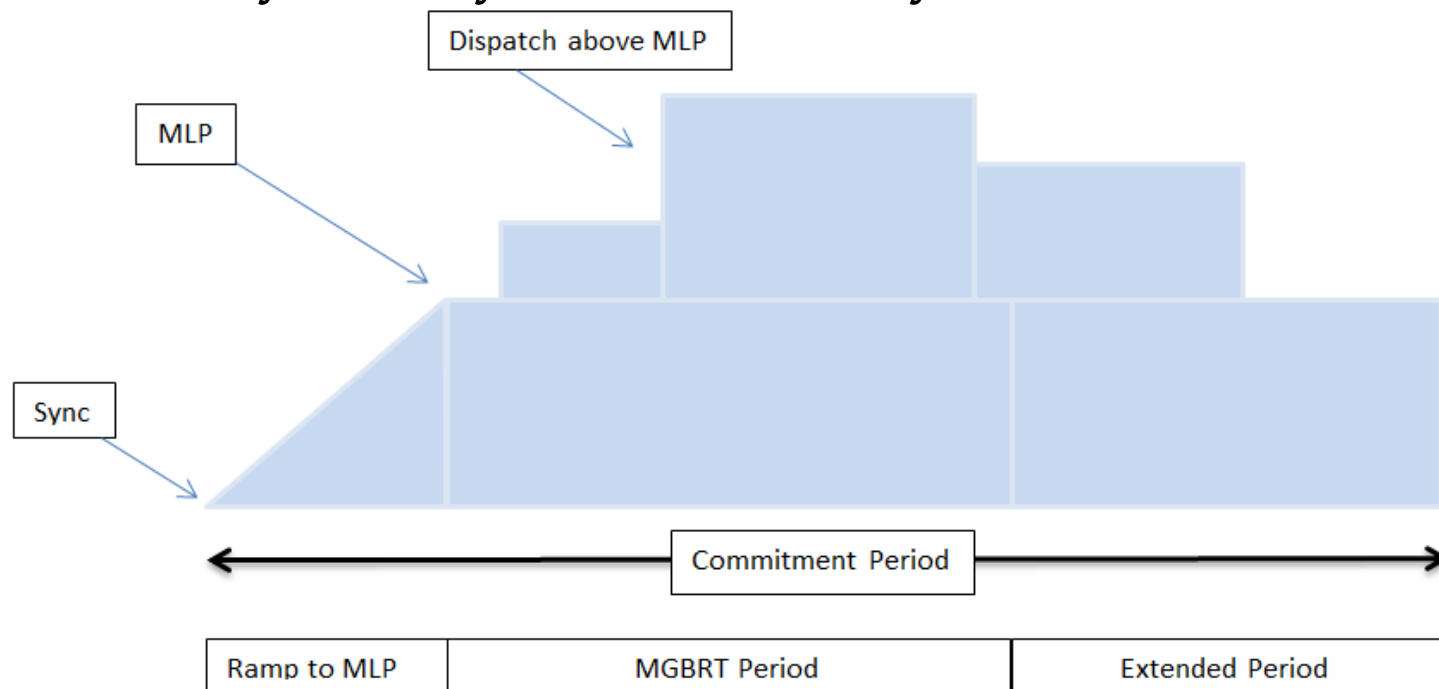 Dispatch above MLP
MLP
Sync
Commitment Period
Ramp to MLP
MGBRT Period
Extended Period